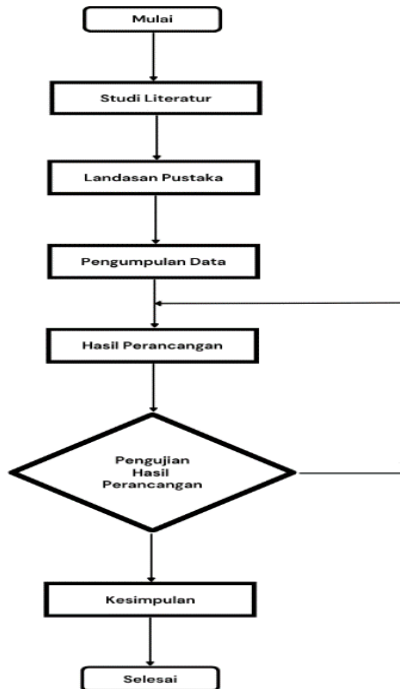 Mulai
Studi Literatur
Landasan Pustaka
Pengumpulan Data
Hasil Perancangan
Pengujian
Hasil
Perancangan
Kesimpulan
Selesai